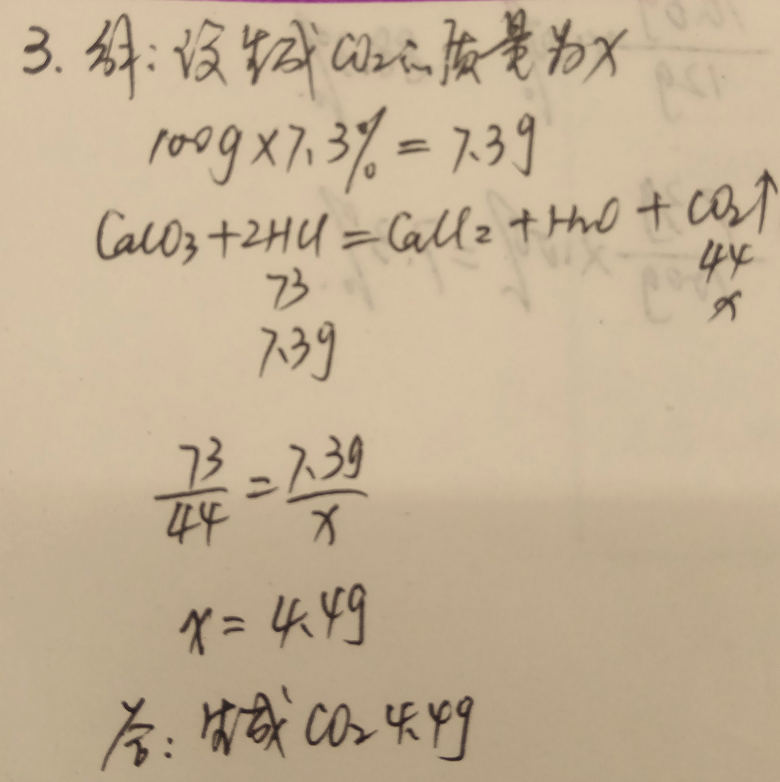 3. 解: 设生成CO₂的质量为x
100g×7.3%=7.3g
CaCO₃+2HCl=CaCl₂+H₂O+CO₂↑
73 44
7.3g x
73/44=7.3g/x
x=4.4g
答: 生成CO₂ 4.4g